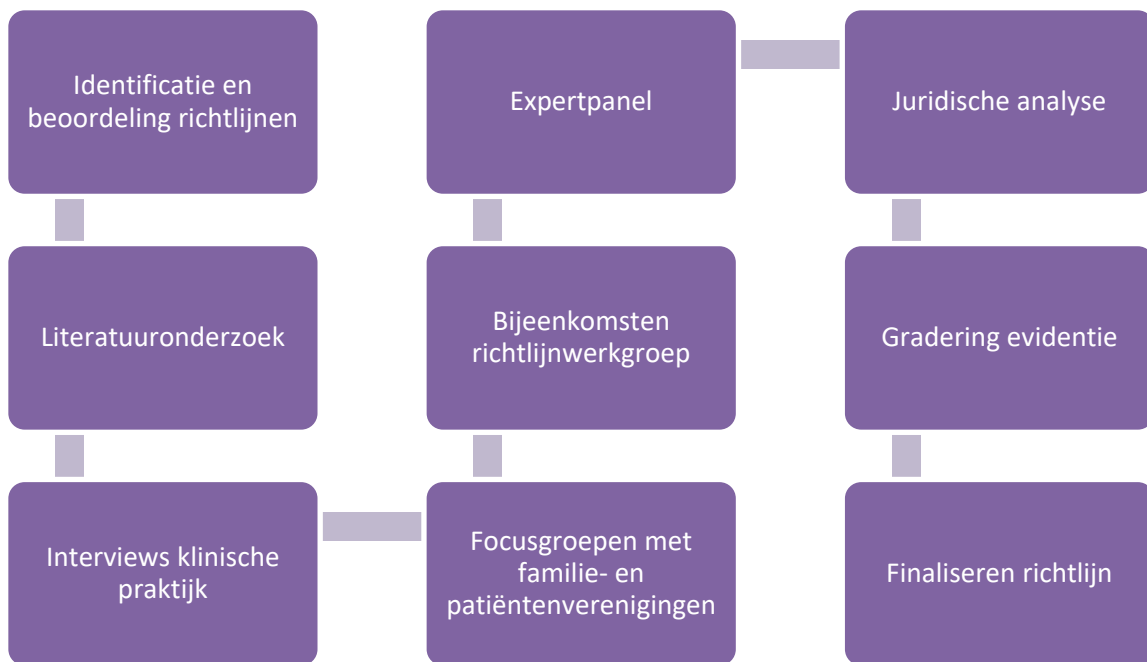 Identificatie en
beoordeling richtlijnen
Literatuuronderzoek
Interviews klinische
praktijk
Focusgroepen met
familie- en
patiëntenverenigingen
Bijeenkomsten
richtlijnwerkgroep
Expertpanel
Juridische analyse
Gradering evidentie
Finaliseren richtlijn